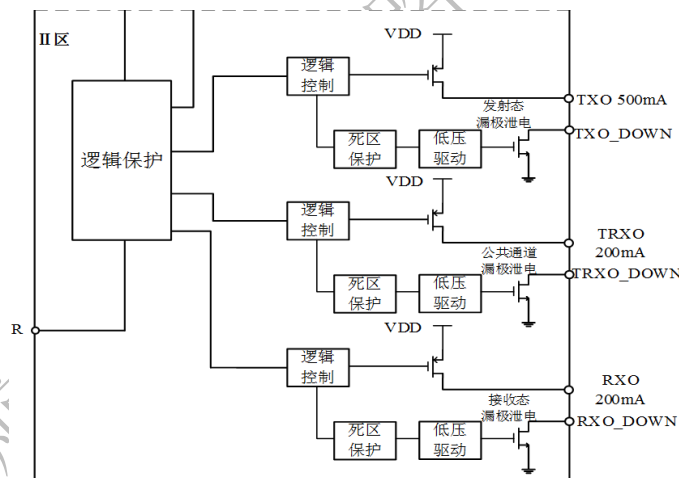 II区
VDD
逻辑
控制
TXO 500mA
发射态
漏极泄电
TXO_DOWN
逻辑保护
死区
保护
低压
驱动
VDD
逻辑
控制
TRXO
200mA
公共通道
漏极泄电
TRXO_DOWN
死区
保护
低压
驱动
R
VDD
逻辑
控制
RXO
200mA
接收态
漏极泄电
RXO_DOWN
死区
保护
低压
驱动